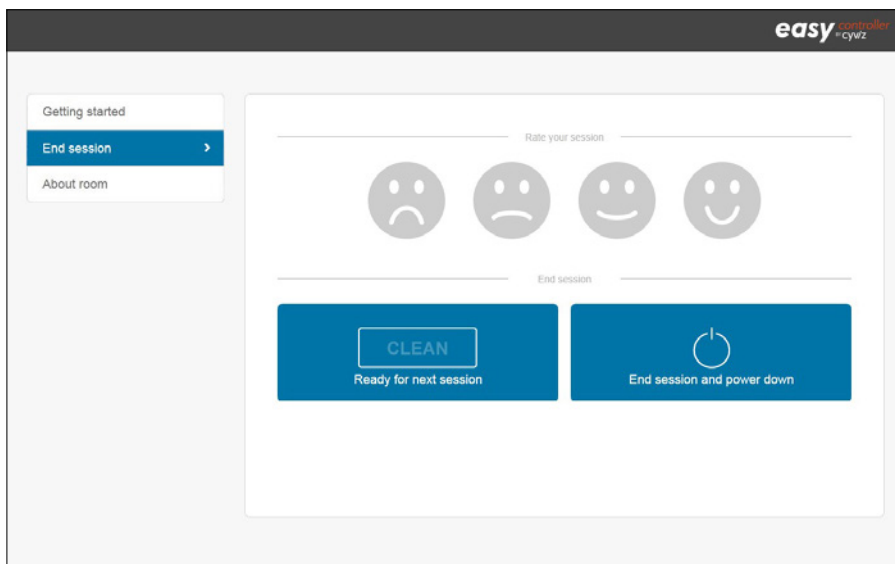 easy controller
BY cyviz
Getting started
End session
About room
Rate your session
End session
CLEAN
Ready for next session
End session and power down